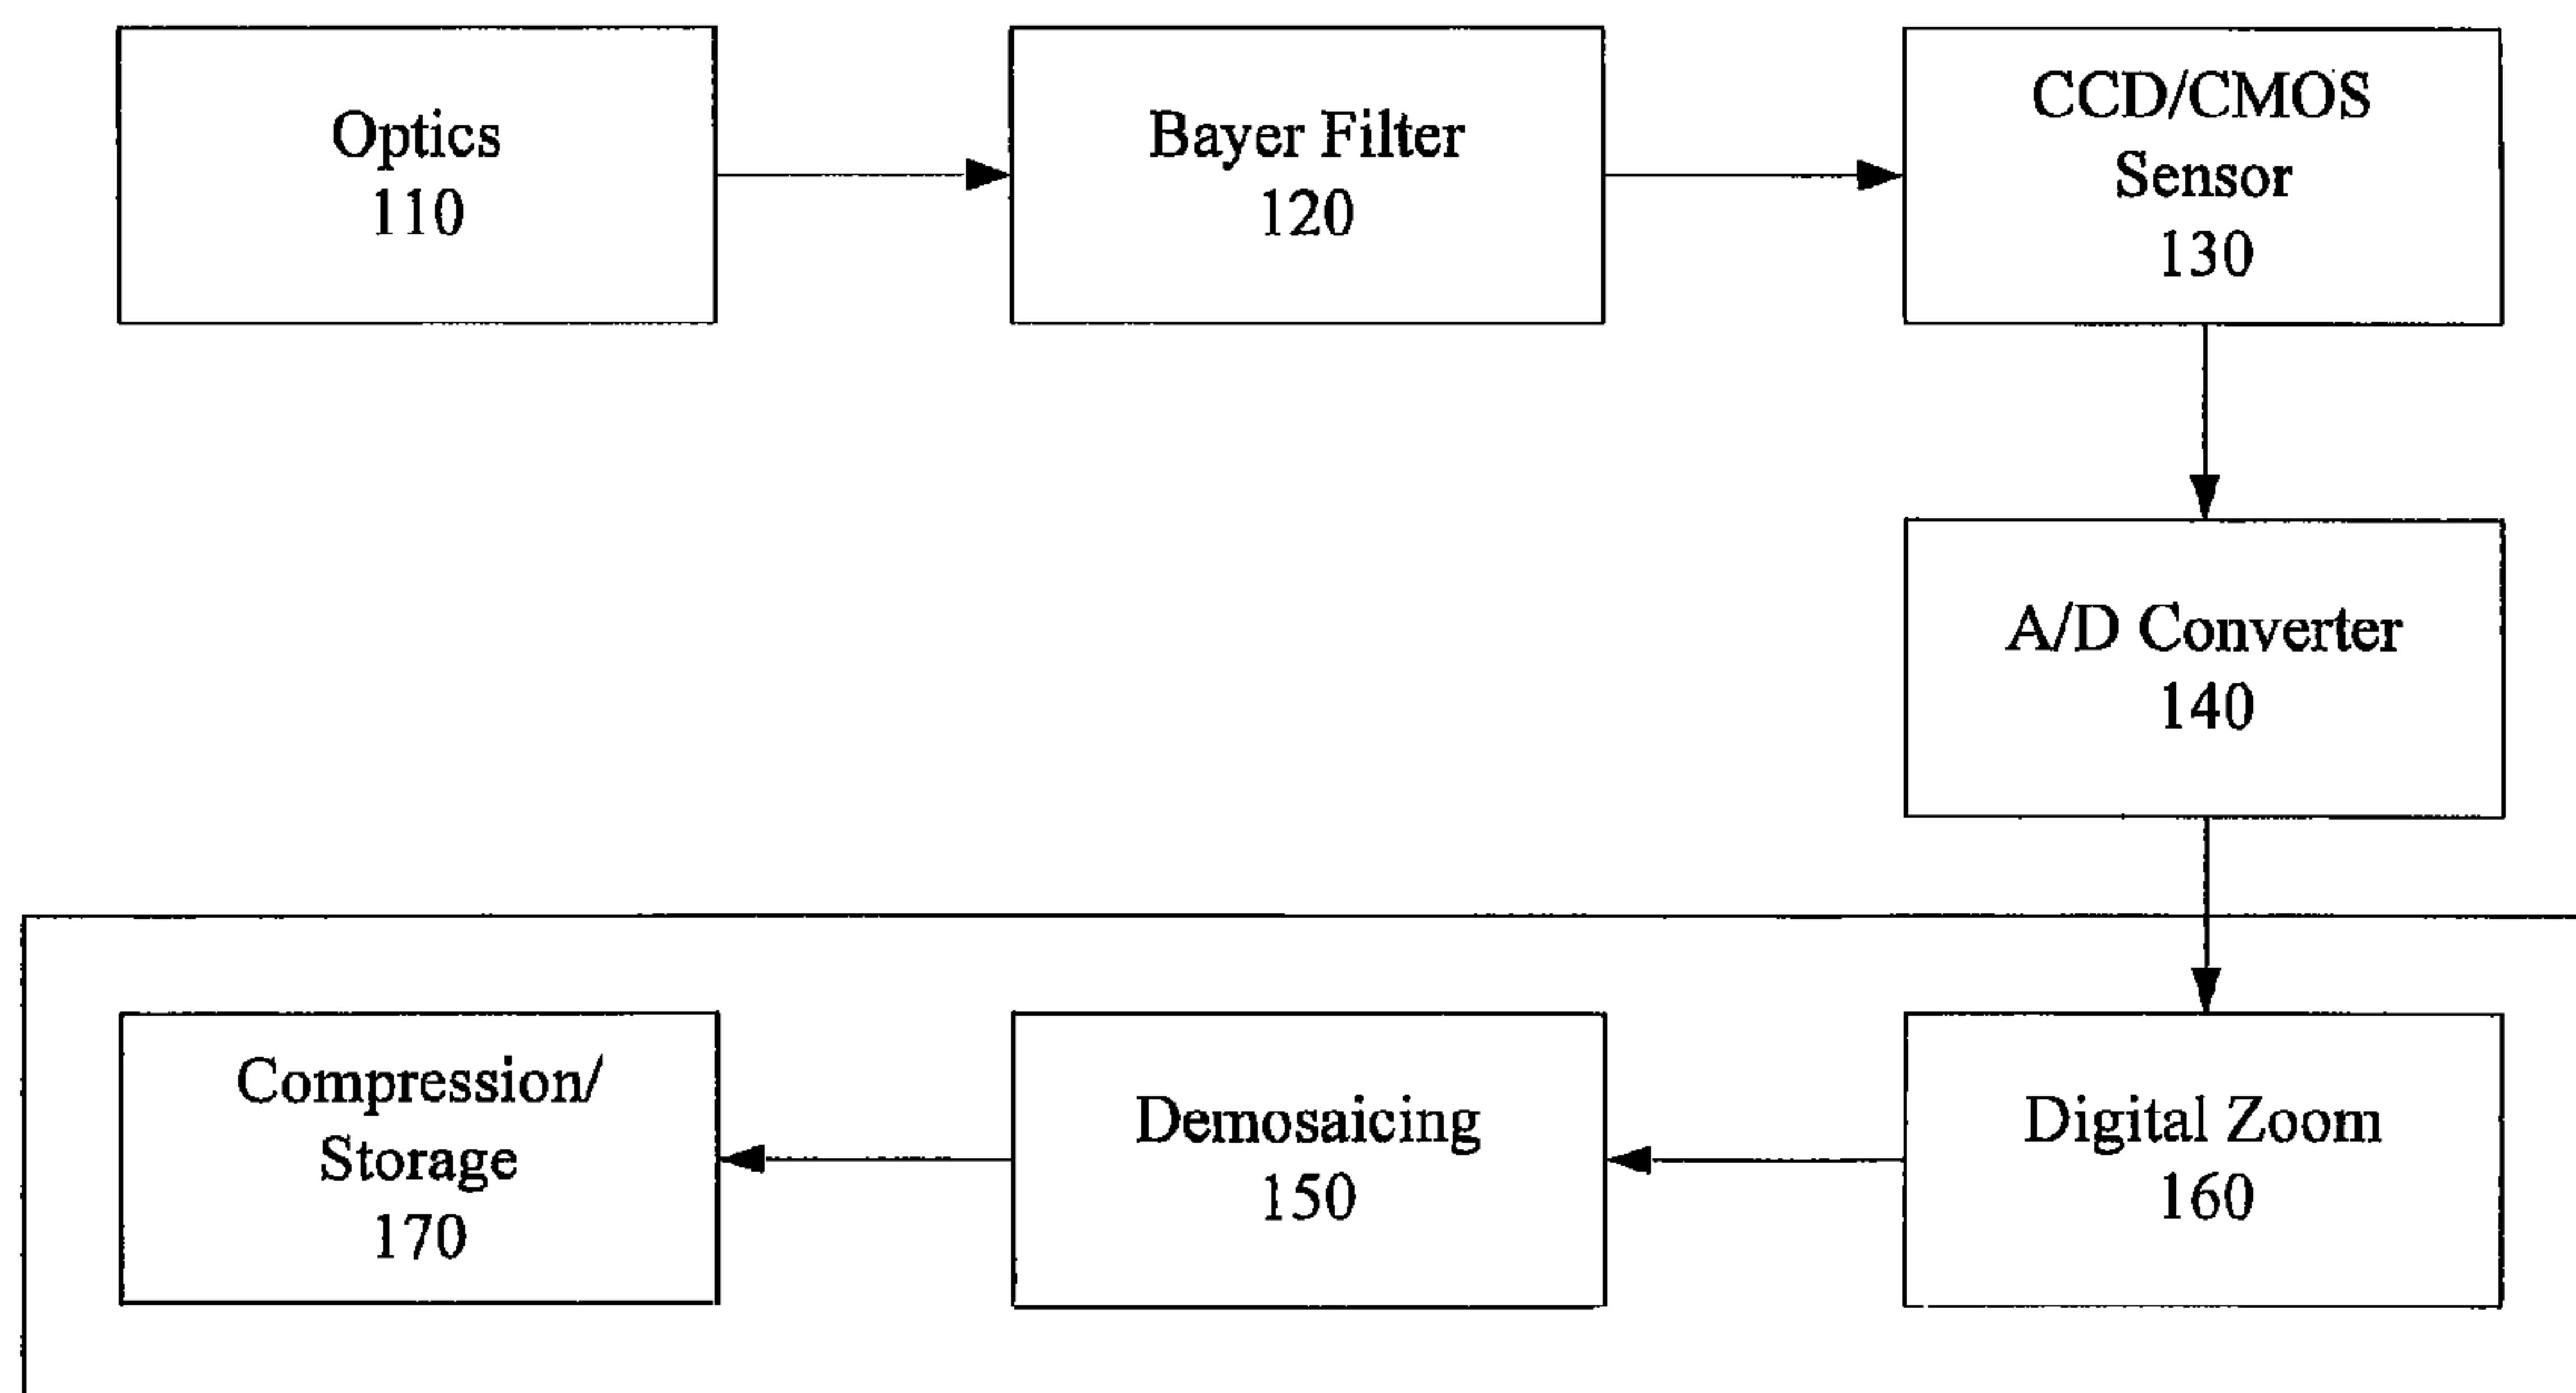 Optics
110
Bayer Filter
120
CCD/CMOS
Sensor
130
A/D Converter
140
Compression/
Storage
170
Demosaicing
150
Digital Zoom
160